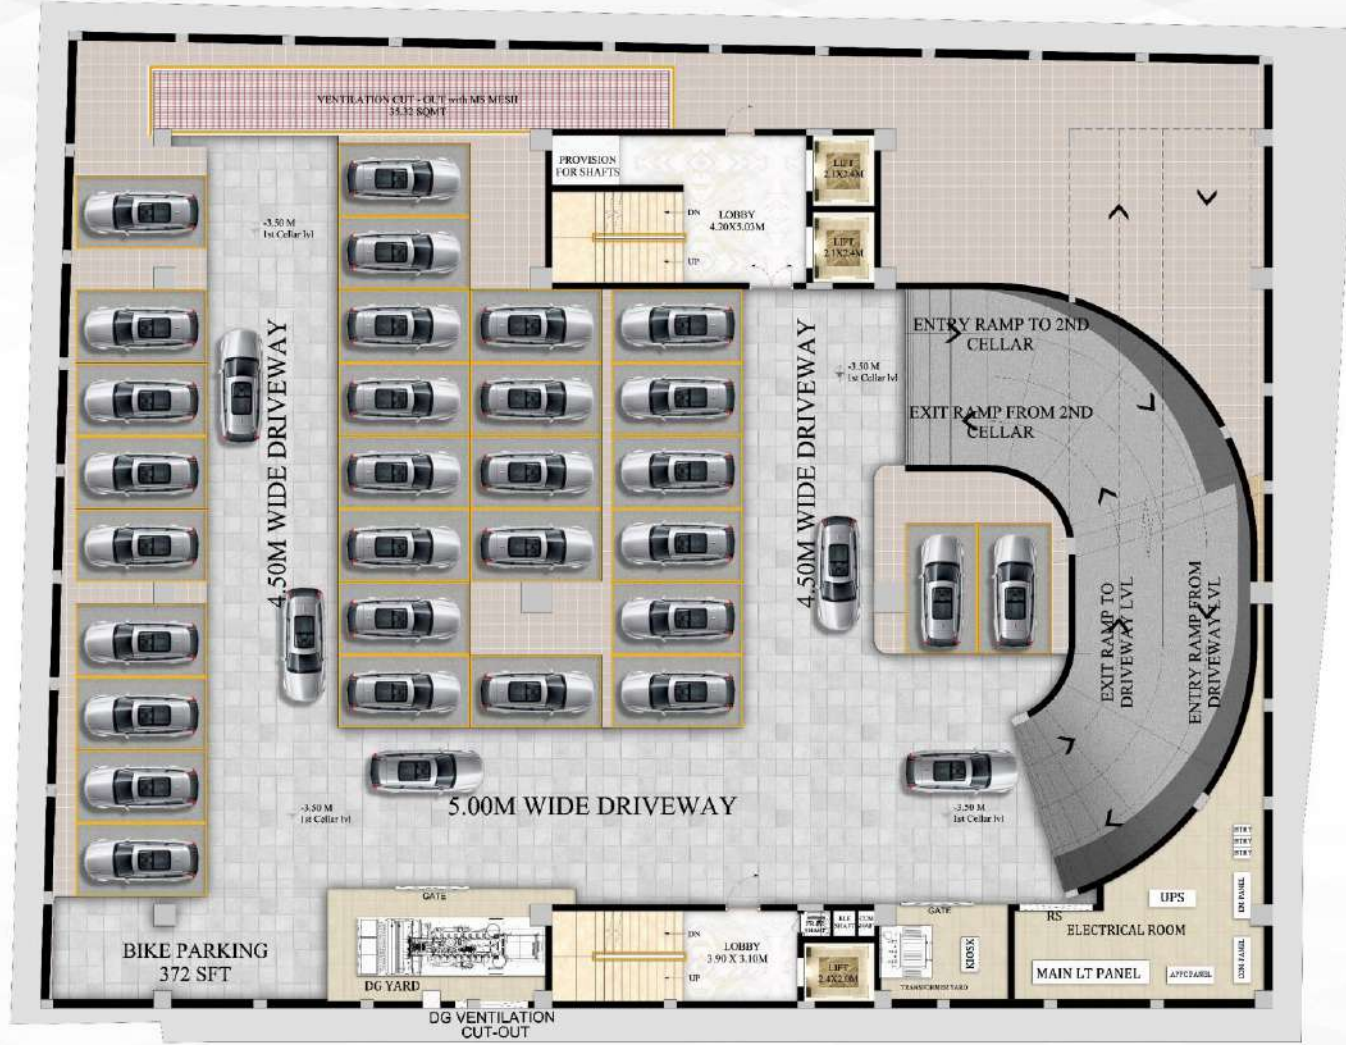 VENTILATION CUT - OUT with MS MESH
35.32 SQMT
PROVISION
FOR SHAFTS
LIFT
2.1X2.4M
DN
LOBBY
4.20X5.03M
UP
LIFT
2.1X2.4M
-3.50 M
1st Cellar lvl
4.50M WIDE DRIVEWAY
4.50M WIDE DRIVEWAY
-3.50 M
1st Cellar lvl
ENTRY RAMP TO 2ND
CELLAR
EXIT RAMP FROM 2ND
CELLAR
EXIT RAMP TO
DRIVEWAY LVL
ENTRY RAMP FROM
DRIVEWAY LVL
-3.50 M
1st Cellar lvl
5.00M WIDE DRIVEWAY
-3.50 M
1st Cellar lvl
BIKE PARKING
372 SFT
GATE
DG YARD
DG VENTILATION
CUT-OUT
DN
LOBBY
3.90 X 3.10M
UP
LIFT
2.4X2.0M
GATE
KIOSK
TRANSFORMER YARD
RS
UPS
ELECTRICAL ROOM
MAIN LT PANEL
APFC PANEL